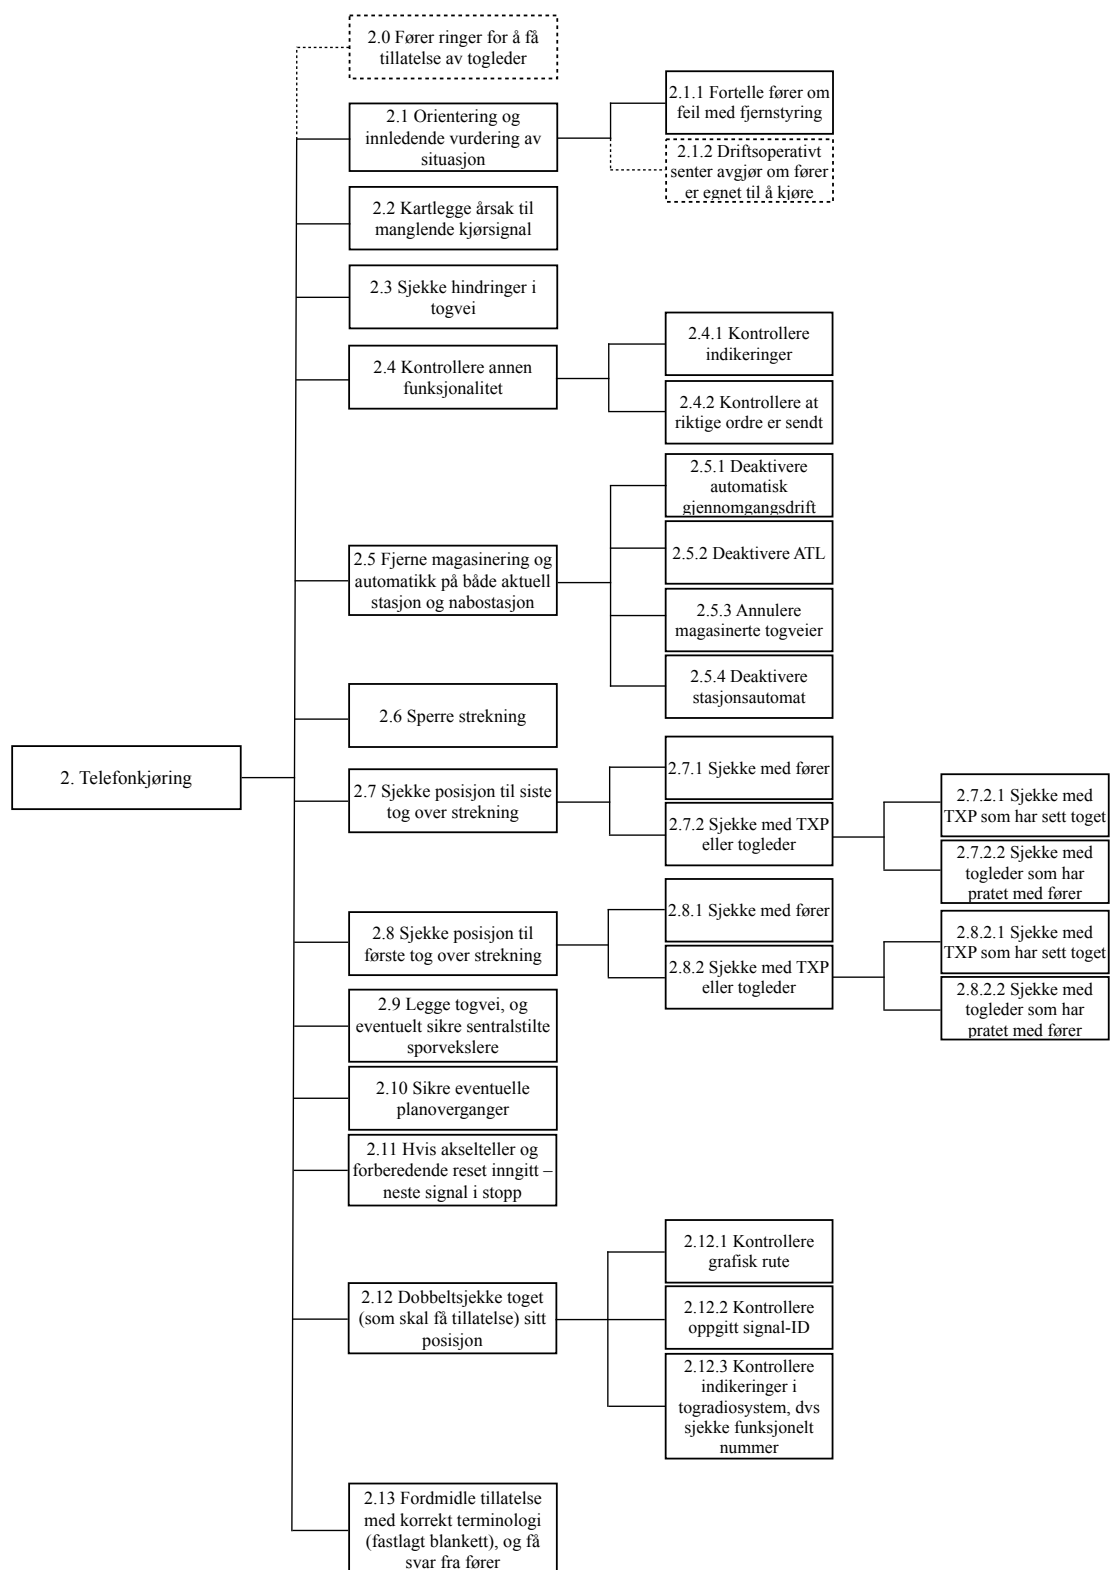 2. Telefonkjøring
2.0 Fører ringer for å få
tillatelse av togleder
2.1 Orientering og
innledende vurdering av
situasjon
2.1.1 Fortelle fører om
feil med fjernstyring
2.1.2 Driftsoperativt
senter avgjør om fører
er egnet til å kjøre
2.2 Kartlegge årsak til
manglende kjørsignal
2.3 Sjekke hindringer i
togvei
2.4 Kontrollere annen
funksjonalitet
2.4.1 Kontrollere
indikeringer
2.4.2 Kontrollere at
riktige ordre er sendt
2.5 Fjerne magasinering og
automatikk på både aktuell
stasjon og nabostasjon
2.5.1 Deaktivere
automatisk
gjennomgangsdrift
2.5.2 Deaktivere ATL
2.5.3 Annulere
magasinerte togveier
2.5.4 Deaktivere
stasjonsautomat
2.6 Sperre strekning
2.7 Sjekke posisjon til siste
tog over strekning
2.7.1 Sjekke med fører
2.7.2 Sjekke med TXP
eller togleder
2.7.2.1 Sjekke med
TXP som har sett toget
2.7.2.2 Sjekke med
togleder som har
pratet med fører
2.8 Sjekke posisjon til
første tog over strekning
2.8.1 Sjekke med fører
2.8.2 Sjekke med TXP
eller togleder
2.8.2.1 Sjekke med
TXP som har sett toget
2.8.2.2 Sjekke med
togleder som har
pratet med fører
2.9 Legge togvei, og
eventuelt sikre sentralstilte
sporvekslere
2.10 Sikre eventuelle
planoverganger
2.11 Hvis akselteller og
forberedende reset inngitt –
neste signal i stopp
2.12 Dobbeltsjekke toget
(som skal få tillatelse) sitt
posisjon
2.12.1 Kontrollere
grafisk rute
2.12.2 Kontrollere
oppgitt signal-ID
2.12.3 Kontrollere
indikeringer i
togradiosystem, dvs
sjekke funksjonelt
nummer
2.13 Fordmidle tillatelse
med korrekt terminologi
(fastlagt blankett), og få
svar fra fører